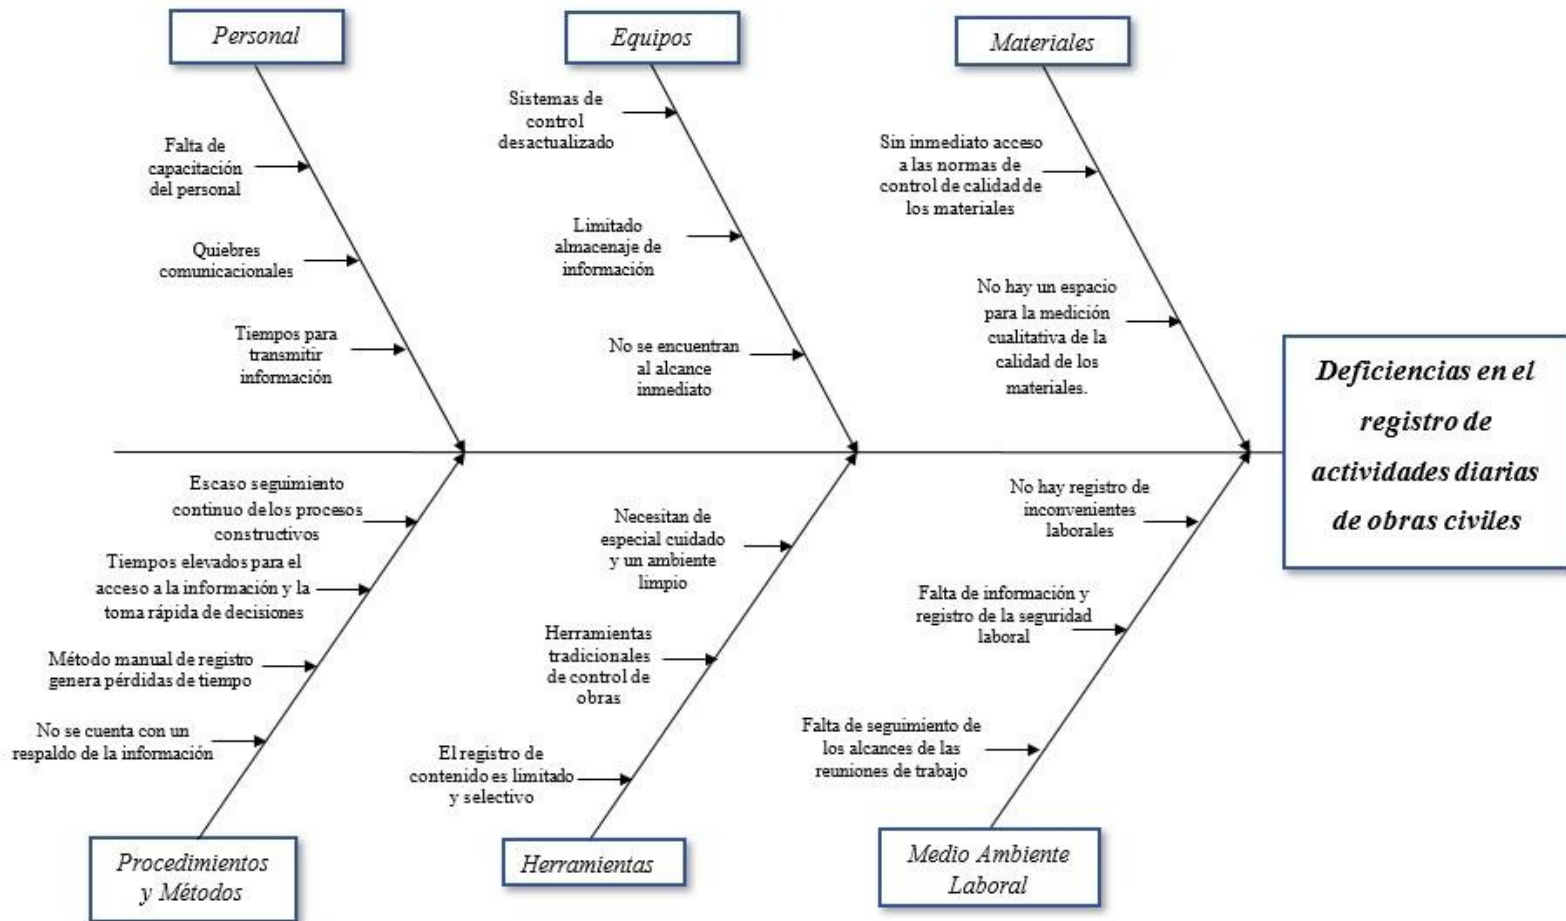 Personal
Equipos
Materiales
Falta de
capacitación
del personal
Quiebres
comunicacionales
Tiempos para
transmitir
información
Sistemas de
control
desactualizado
Limitado
almacenaje de
información
No se encuentran
al alcance
inmediato
Sin inmediato acceso
a las normas de
control de calidad de
los materiales
No hay un espacio
para la medición
cualitativa de la
calidad de los
materiales.
Deficiencias en el
registro de
actividades diarias
de obras civiles
Escaso seguimiento
continuo de los procesos
constructivos
Tiempos elevados para el
acceso a la información y la
toma rápida de decisiones
Método manual de registro
genera pérdidas de tiempo
No se cuenta con un
respaldo de la información
Necesitan de
especial cuidado
y un ambiente
limpio
Herramientas
tradicionales
de control de
obras
El registro de
contenido es limitado
y selectivo
No hay registro de
inconvenientes
laborales
Falta de información y
registro de la seguridad
laboral
Falta de seguimiento de
los alcances de las
reuniones de trabajo
Procedimientos
y Métodos
Herramientas
Medio Ambiente
Laboral